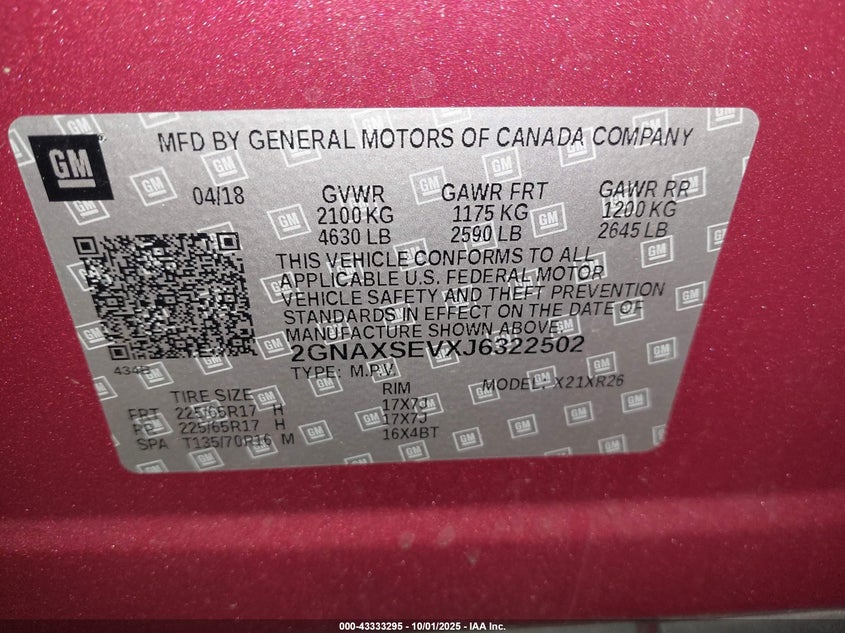 GM
MFD BY GENERAL MOTORS OF CANADA COMPANY
04/18 GVWR GAWR FRT GAWR RR
2100 KG 1175 KG 1200 KG
4630 LB 2590 LB 2645 LB
THIS VEHICLE CONFORMS TO ALL
APPLICABLE U.S. FEDERAL MOTOR
VEHICLE SAFETY AND THEFT PREVENTION
STANDARDS IN EFFECT ON THE DATE OF
MANUFACTURE SHOWN ABOVE.
2GNAXSEVXJ6322502
434B
TYPE: M.P.V. MODEL: X21XR26
TIRE SIZE RIM
FRT 225/65R17 H 17X7J
RR 225/65R17 H 17X7J
SPA T135/70R16 M 16X4BT
000-43333295 - 10/01/2025 - IAA Inc.